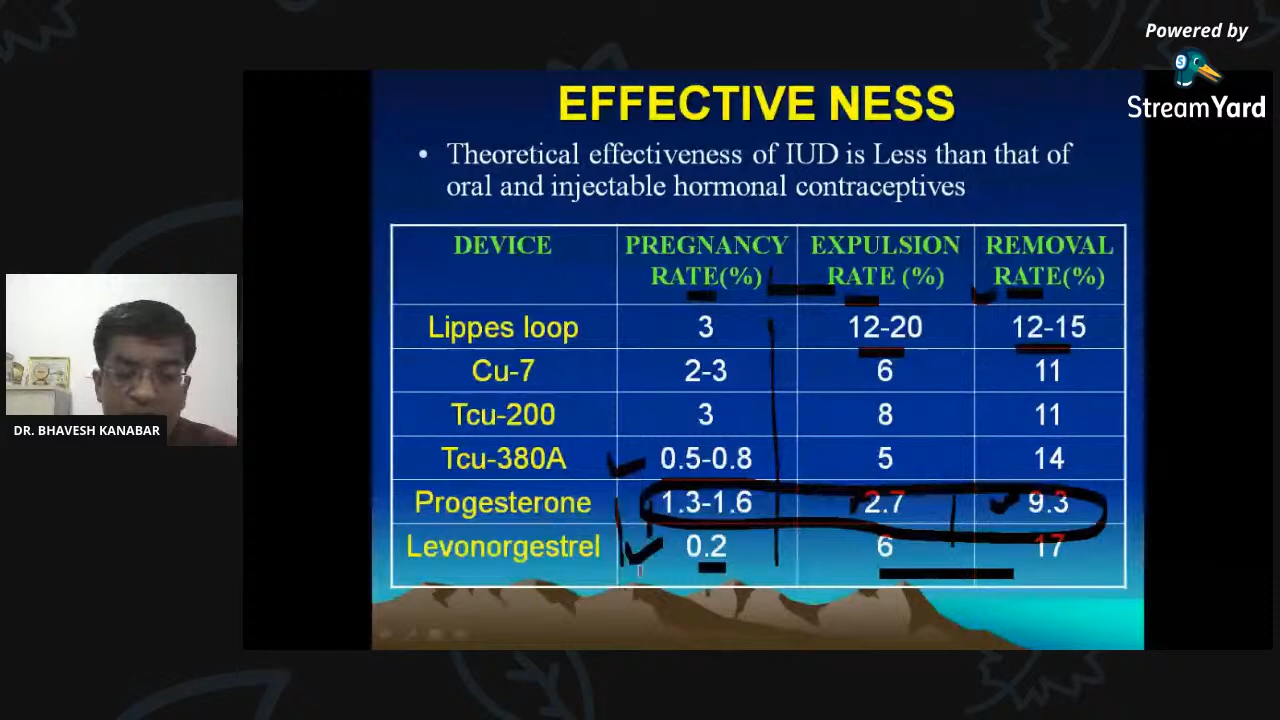 Powered by
StreamYard
EFFECTIVE NESS
• Theoretical effectiveness of IUD is Less than that of
oral and injectable hormonal contraceptives
DEVICE PREGNANCY RATE(%) EXPULSION RATE (%) REMOVAL RATE(%)
Lippes loop 3 12-20 12-15
Cu-7 2-3 6 11
Tcu-200 3 8 11
Tcu-380A 0.5-0.8 5 14
Progesterone 1.3-1.6 2.7 9.3
Levonorgestrel 0.2 6 17
DR. BHAVESH KANABAR